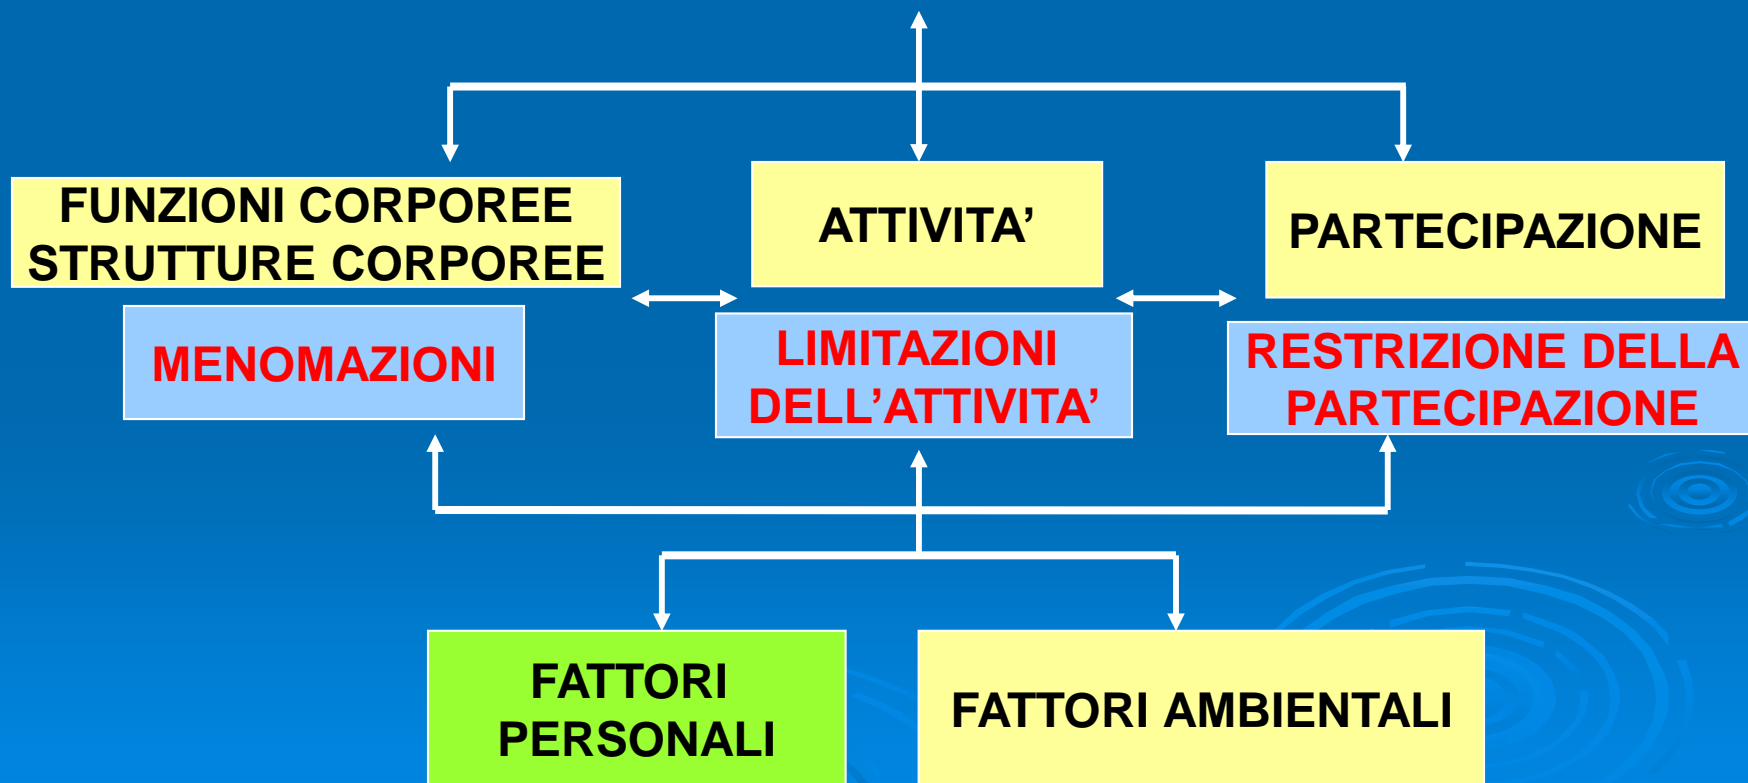 FUNZIONI CORPOREE
STRUTTURE CORPOREE
ATTIVITA’
PARTECIPAZIONE
MENOMAZIONI
LIMITAZIONI
DELL’ATTIVITA’
RESTRIZIONE DELLA
PARTECIPAZIONE
FATTORI
PERSONALI
FATTORI AMBIENTALI